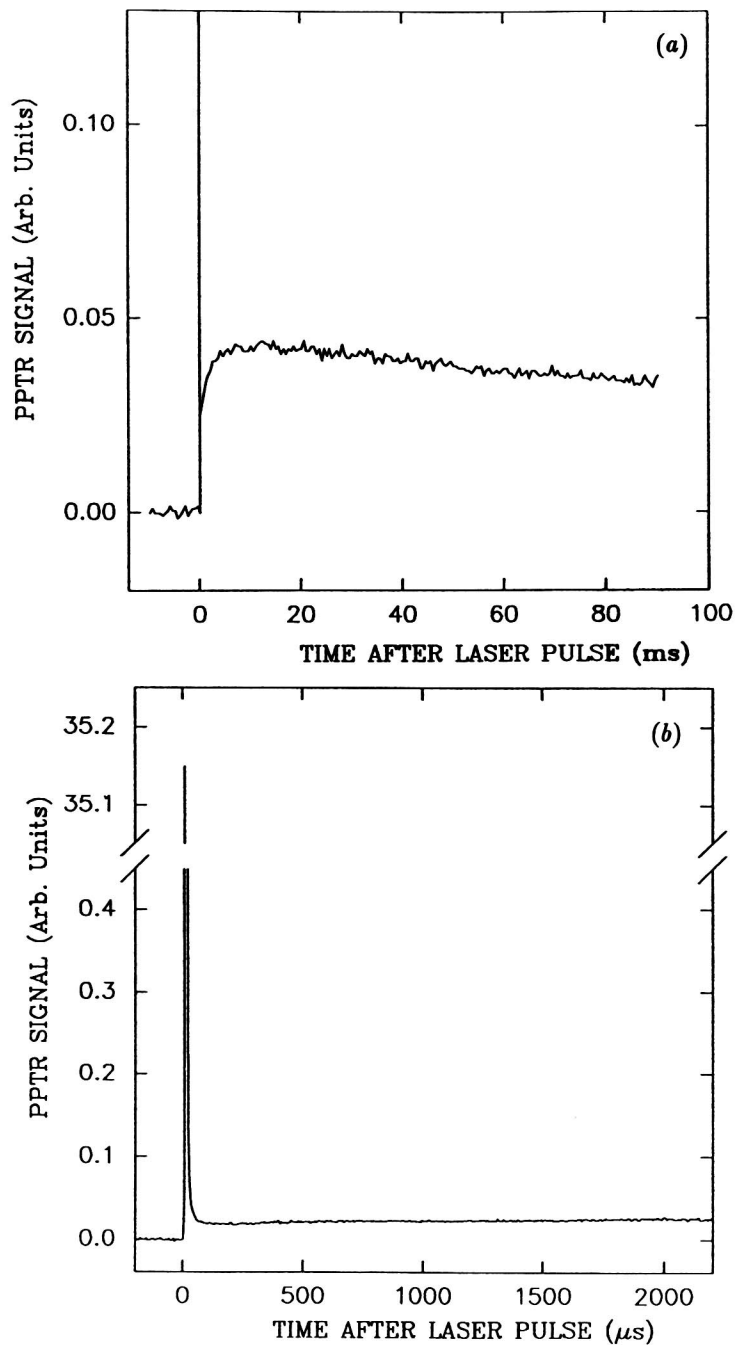 (a)
PPTR SIGNAL (Arb. Units)
0.10
0.05
0.00
0 20 40 60 80 100
TIME AFTER LASER PULSE (ms)
(b)
PPTR SIGNAL (Arb. Units)
35.2
35.1
0.4
0.3
0.2
0.1
0.0
0 500 1000 1500 2000
TIME AFTER LASER PULSE (μs)